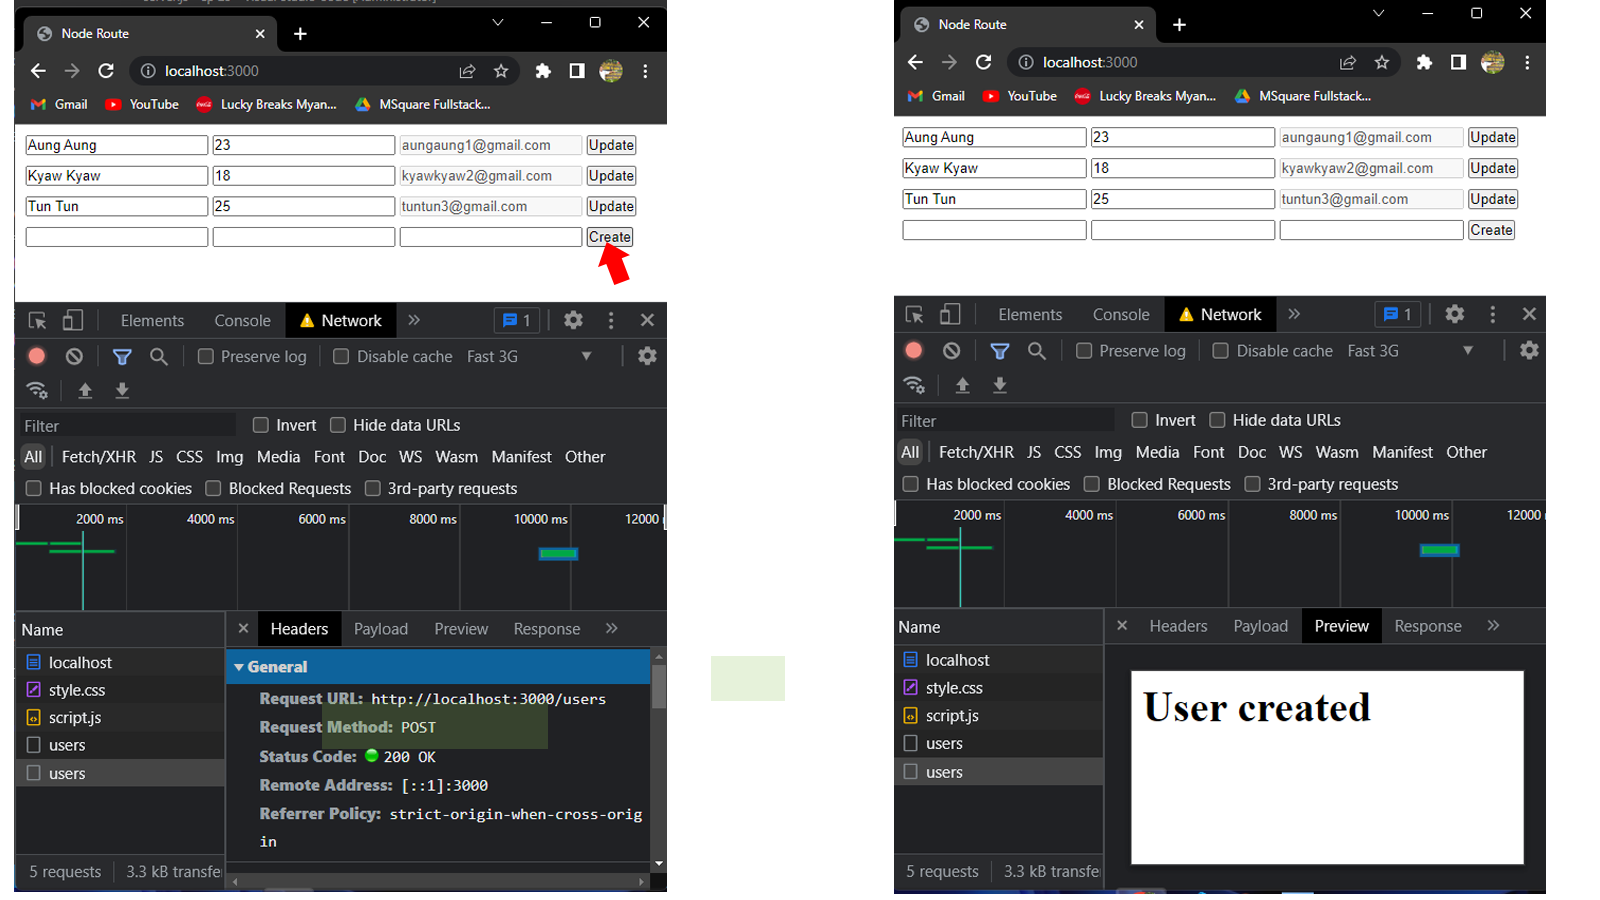 Node Route
localhost:3000
Gmail YouTube Lucky Breaks Myan... MSquare Fullstack...
Aung Aung 23 aungaung1@gmail.com Update
Kyaw Kyaw 18 kyawkyaw2@gmail.com Update
Tun Tun 25 tuntun3@gmail.com Update
Create
Elements Console Network 1
Preserve log Disable cache Fast 3G
Filter Invert Hide data URLs
All Fetch/XHR JS CSS Img Media Font Doc WS Wasm Manifest Other
Has blocked cookies Blocked Requests 3rd-party requests
2000 ms 4000 ms 6000 ms 8000 ms 10000 ms 12000
Name Headers Payload Preview Response
localhost
style.css
script.js
users
users
General
Request URL: http://localhost:3000/users
Request Method: POST
Status Code: 200 OK
Remote Address: [::1]:3000
Referrer Policy: strict-origin-when-cross-orig
in
5 requests 3.3 kB transfe
Node Route
localhost:3000
Gmail YouTube Lucky Breaks Myan... MSquare Fullstack...
Aung Aung 23 aungaung1@gmail.com Update
Kyaw Kyaw 18 kyawkyaw2@gmail.com Update
Tun Tun 25 tuntun3@gmail.com Update
Create
Elements Console Network 1
Preserve log Disable cache Fast 3G
Filter Invert Hide data URLs
All Fetch/XHR JS CSS Img Media Font Doc WS Wasm Manifest Other
Has blocked cookies Blocked Requests 3rd-party requests
2000 ms 4000 ms 6000 ms 8000 ms 10000 ms 12000
Name Headers Payload Preview Response
localhost
style.css
script.js
users
users
User created
5 requests 3.3 kB transfe